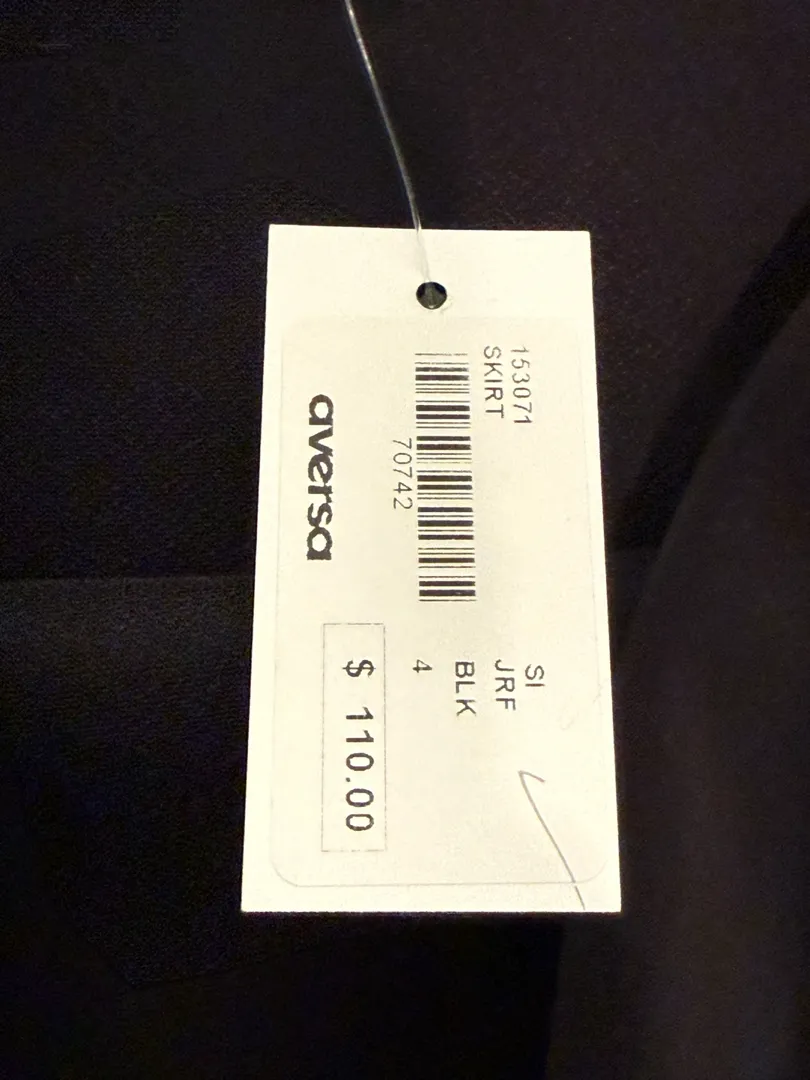 153071
SKIRT
70742
aversa
SI
JRF
BLK
4
$ 110.00